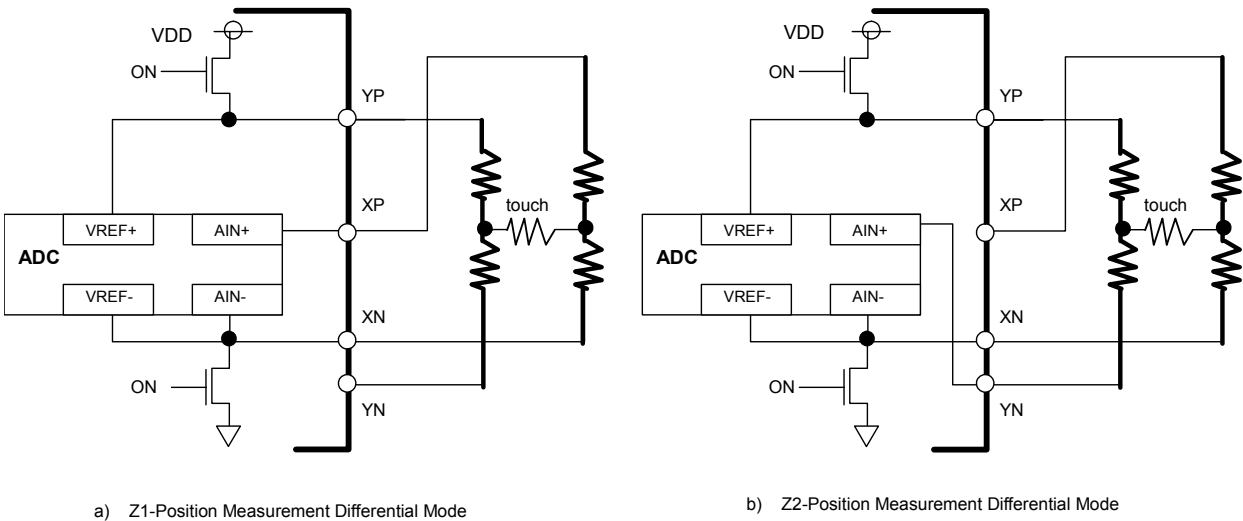 VDD
ON
YP
XP
touch
VREF+
AIN+
ADC
VREF-
AIN-
XN
ON
YN
a) Z1-Position Measurement Differential Mode
VDD
ON
YP
XP
touch
VREF+
AIN+
ADC
VREF-
AIN-
XN
ON
YN
b) Z2-Position Measurement Differential Mode